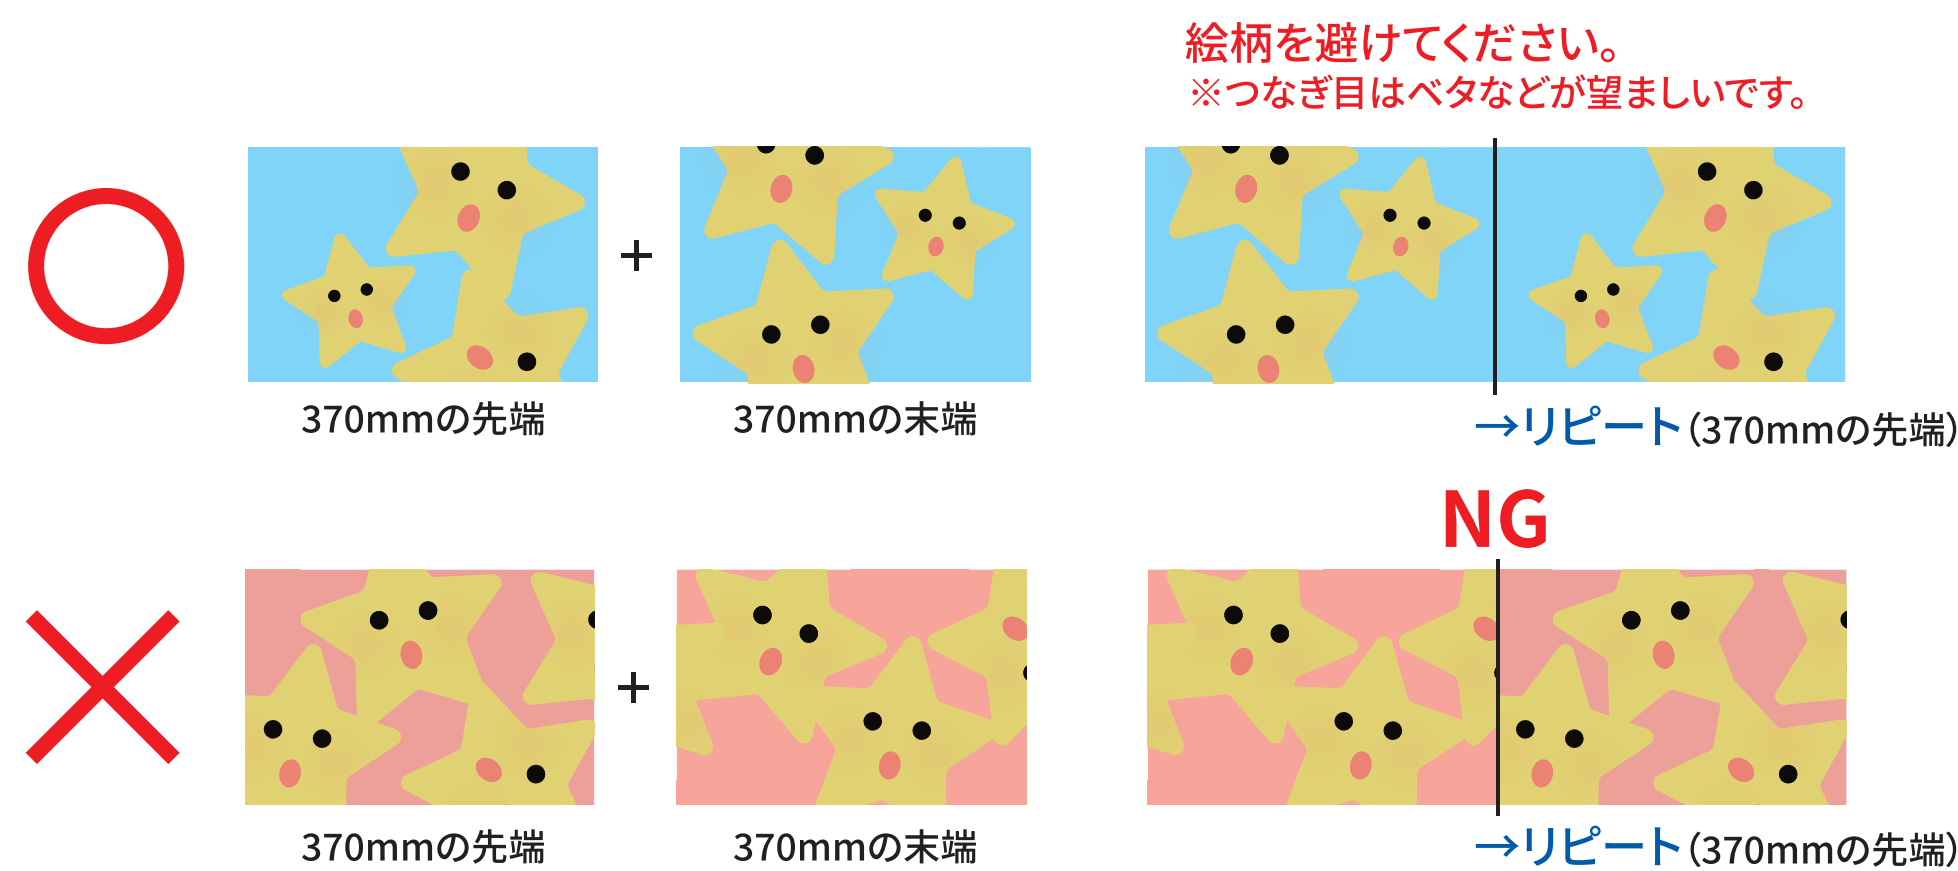 絵柄を避けてください。
※つなぎ目はベタなどが望ましいです。
+
370mmの先端
370mmの末端
→リピート(370mmの先端)
NG
+
370mmの先端
370mmの末端
→リピート(370mmの先端)